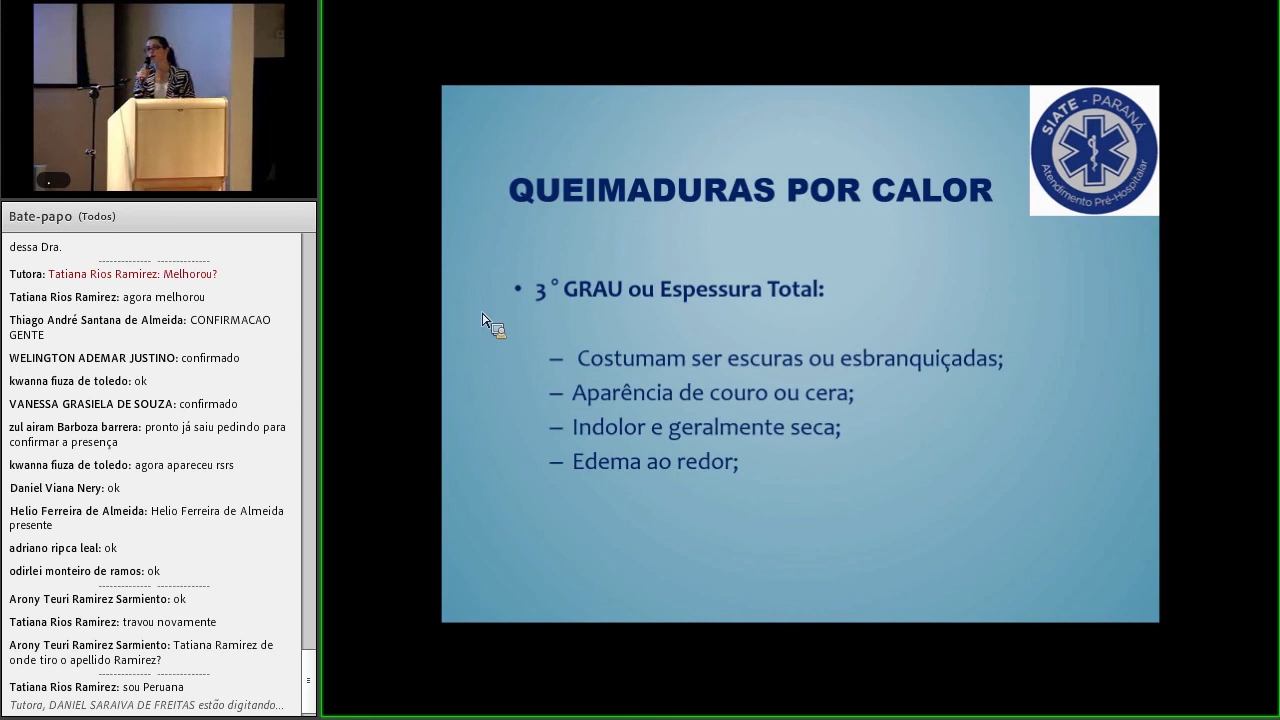 Bate-papo (Todos)
dessa Dra.
-------------- --------------
Tutora: Tatiana Rios Ramirez: Melhorou?
Tatiana Rios Ramirez: agora melhorou
Thiago André Santana de Almeida: CONFIRMACAO
GENTE
WELINGTON ADEMAR JUSTINO: confirmado
kwanna fiuza de toledo: ok
VANESSA GRASIELA DE SOUZA: confirmado
zul airam Barboza barrera: pronto já saiu pedindo para
confirmar a presença
kwanna fiuza de toledo: agora apareceu rsrs
Daniel Viana Nery: ok
Helio Ferreira de Almeida: Helio Ferreira de Almeida
presente
adriano ripca leal: ok
odirlei monteiro de ramos: ok
-------------- --------------
Arony Teuri Ramirez Sarmiento: ok
Tatiana Rios Ramirez: travou novamente
Arony Teuri Ramirez Sarmiento: Tatiana Ramirez de
onde tiro o apellido Ramirez?
-------------- --------------
Tatiana Rios Ramirez: sou Peruana
Tutora, DANIEL SARAIVA DE FREITAS estão digitando...
SIATE - PARANÁ
Atendimento Pré-Hospitalar
QUEIMADURAS POR CALOR
• 3° GRAU ou Espessura Total:
– Costumam ser escuras ou esbranquiçadas;
– Aparência de couro ou cera;
– Indolor e geralmente seca;
– Edema ao redor;